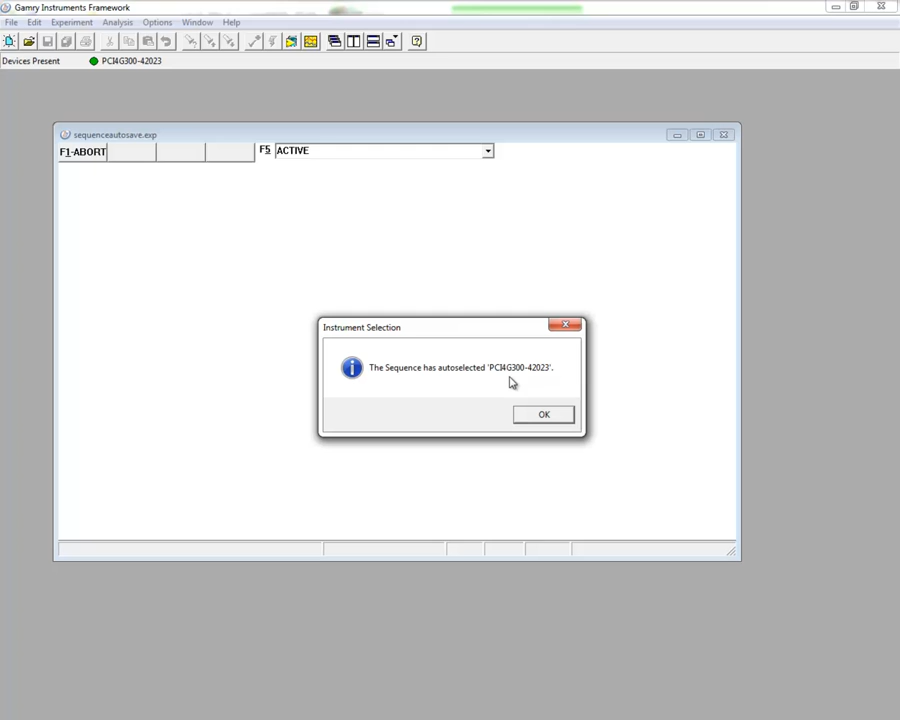 Gamry Instruments Framework
File Edit Experiment Analysis Options Window Help
Devices Present PCI4G300-42023
sequenceautosave.exp
F1-ABORT F5 ACTIVE
Instrument Selection
The Sequence has autoselected 'PCI4G300-42023'.
OK